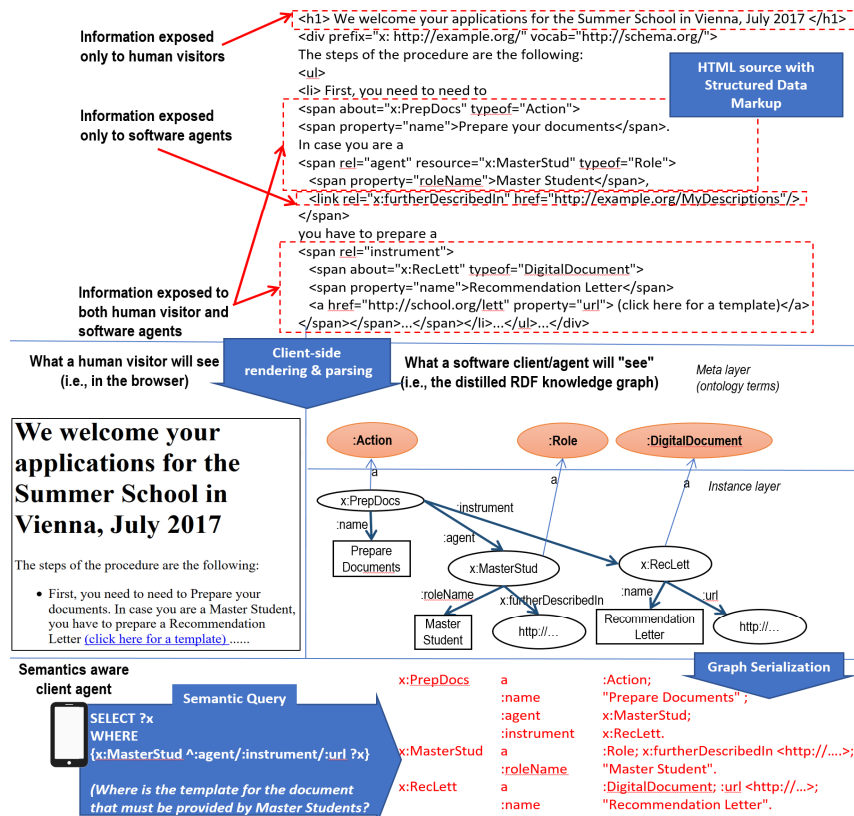 <h1> We welcome your applications for the Summer School in Vienna, July 2017 </h1>
Information exposed
only to human visitors
<div prefix="x: http://example.org/" vocab="http://schema.org/">
The steps of the procedure are the following:
<ul>
<li> First, you need to need to
HTML source with
Structured Data
Markup
Information exposed
only to software agents
<span about="x:PrepDocs" typeof="Action">
<span property="name">Prepare your documents</span>.
In case you are a
<span rel="agent" resource="x:MasterStud" typeof="Role">
<span property="roleName">Master Student</span>,
<link rel="x:furtherDescribedIn" href="http://example.org/MyDescriptions"/>
</span>
you have to prepare a
Information exposed to
both human visitor and
software agents
<span rel="instrument">
<span about="x:RecLett" typeof="DigitalDocument">
<span property="name">Recommendation Letter</span>
<a href="http://school.org/lett" property="url"> (click here for a template)</a>
</span></span>...</span></li>...</ul>...</div>
What a human visitor will see
(i.e., in the browser)
Client-side
rendering & parsing
What a software client/agent will "see"
(i.e., the distilled RDF knowledge graph)
Meta layer
(ontology terms)
We welcome your
applications for the
Summer School in
Vienna, July 2017
The steps of the procedure are the following:
• First, you need to need to Prepare your
documents. In case you are a Master Student,
you have to prepare a Recommendation
Letter (click here for a template) ......
:Action
:Role
:DigitalDocument
a
a
a
Instance layer
x:PrepDocs
:instrument
:name
:agent
Prepare
Documents
x:MasterStud
x:RecLett
:roleName
x:furtherDescribedIn
:name
:url
Master
Student
http://...
Recommendation
Letter
http://...
Semantics aware
client agent
Graph Serialization
Semantic Query
SELECT ?x
WHERE
{x:MasterStud ^:agent/:instrument/:url ?x}
(Where is the template for the document
that must be provided by Master Students?
x:PrepDocs a :Action;
:name "Prepare Documents" ;
:agent x:MasterStud;
:instrument x:RecLett.
x:MasterStud a :Role; x:furtherDescribedIn <http://....>;
:roleName "Master Student".
x:RecLett a :DigitalDocument; :url <http://...>;
:name "Recommendation Letter".